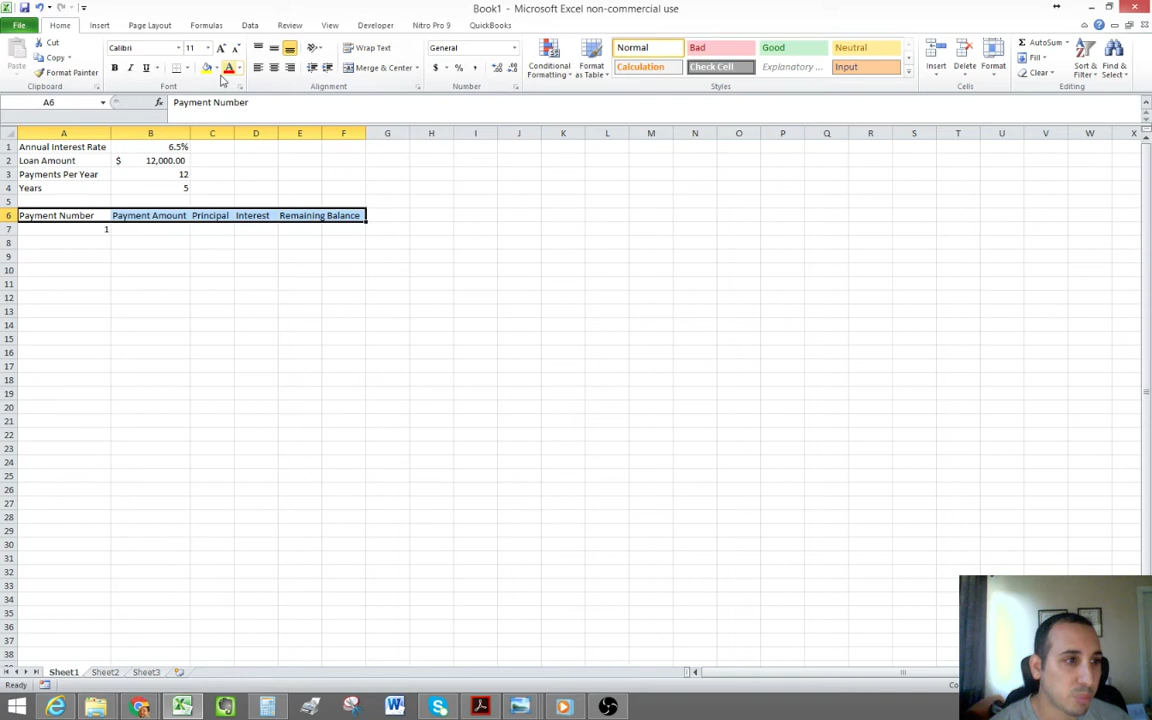 Book1 - Microsoft Excel non-commercial use
File Home Insert Page Layout Formulas Data Review View Developer Nitro Pro 9 QuickBooks
Cut
Copy
Format Painter
Paste
Clipboard
Calibri 11
B I U
Font
Wrap Text
Merge & Center
Alignment
General
$ % ,
Number
Conditional Formatting
Format as Table
Normal Bad Good Neutral
Calculation Check Cell Explanatory ... Input
Styles
Insert Delete Format
Cells
AutoSum
Fill
Clear
Sort & Filter
Find & Select
Editing
A6 fx Payment Number
A B C D E F G H I J K L M N O P Q R S T U V W X
1 Annual Interest Rate 6.5%
2 Loan Amount $ 12,000.00
3 Payments Per Year 12
4 Years 5
5
6 Payment Number Payment Amount Principal Interest Remaining Balance
7 1
8
9
10
11
12
13
14
15
16
17
18
19
20
21
22
23
24
25
26
27
28
29
30
31
32
33
34
35
36
37
38
Sheet1 Sheet2 Sheet3
Ready